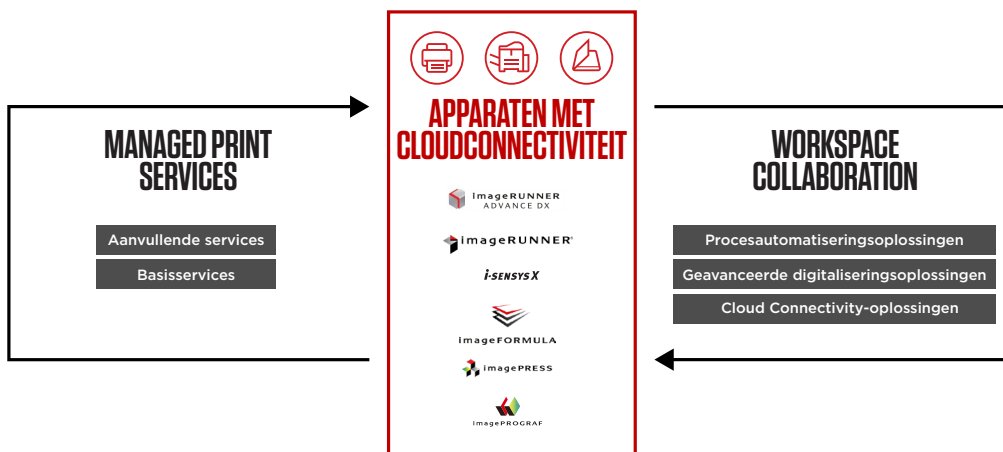 MANAGED PRINT
SERVICES
Aanvullende services
Basisservices
APPARATEN MET
CLOUDCONNECTIVITEIT
imageRUNNER
ADVANCE DX
imageRUNNER®
i-SENSYS X
imageFORMULA
imagePRESS
imagePROGRAF
WORKSPACE
COLLABORATION
Procesautomatiseringsoplossingen
Geavanceerde digitaliseringsoplossingen
Cloud Connectivity-oplossingen